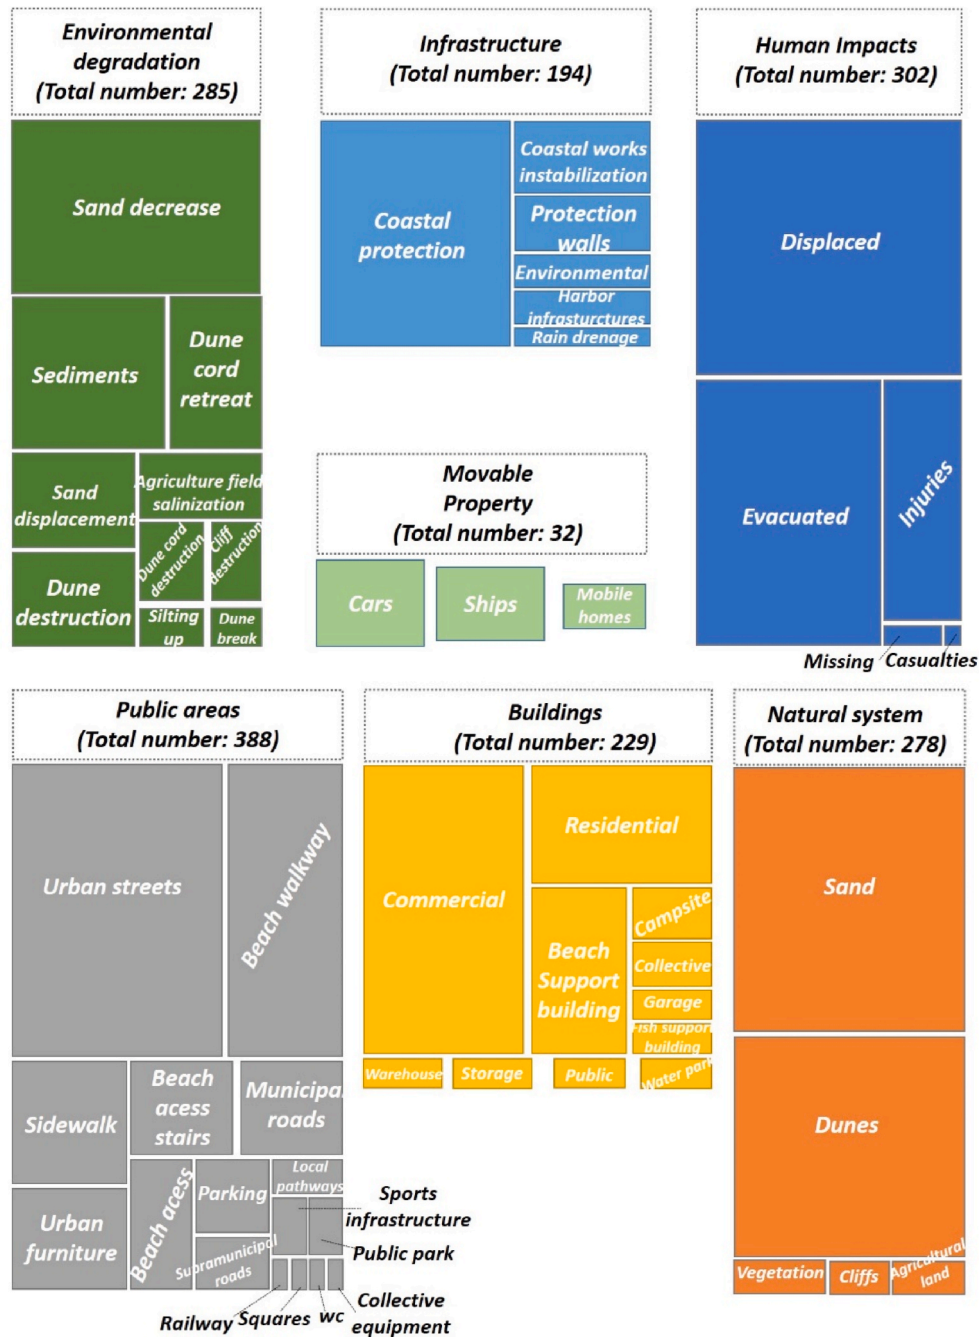 Environmental
degradation
(Total number: 285)
Sand decrease
Sediments
Dune
cord
retreat
Sand
displacement
Agriculture field
salinization
Dune cord
destruction
Cliff
destruction
Dune
destruction
Silting
up
Dune
break
Infrastructure
(Total number: 194)
Coastal
protection
Coastal works
instabilization
Protection
walls
Environmental
Harbor
infrasturctures
Rain drenage
Movable
Property
(Total number: 32)
Cars
Ships
Mobile
homes
Human Impacts
(Total number: 302)
Displaced
Evacuated
Injuries
Missing
Casualties
Public areas
(Total number: 388)
Urban streets
Beach walkway
Sidewalk
Beach
acess
stairs
Municipal
roads
Urban
furniture
Beach acess
Parking
Supramunicipal
roads
Local
pathways
Sports
infrastructure
Public park
Railway
Squares
wc
Collective
equipment
Buildings
(Total number: 229)
Commercial
Residential
Beach
Support
building
Campsite
Collective
Garage
Fish support
building
Warehouse
Storage
Public
Water park
Natural system
(Total number: 278)
Sand
Dunes
Vegetation
Cliffs
Agricultural
land